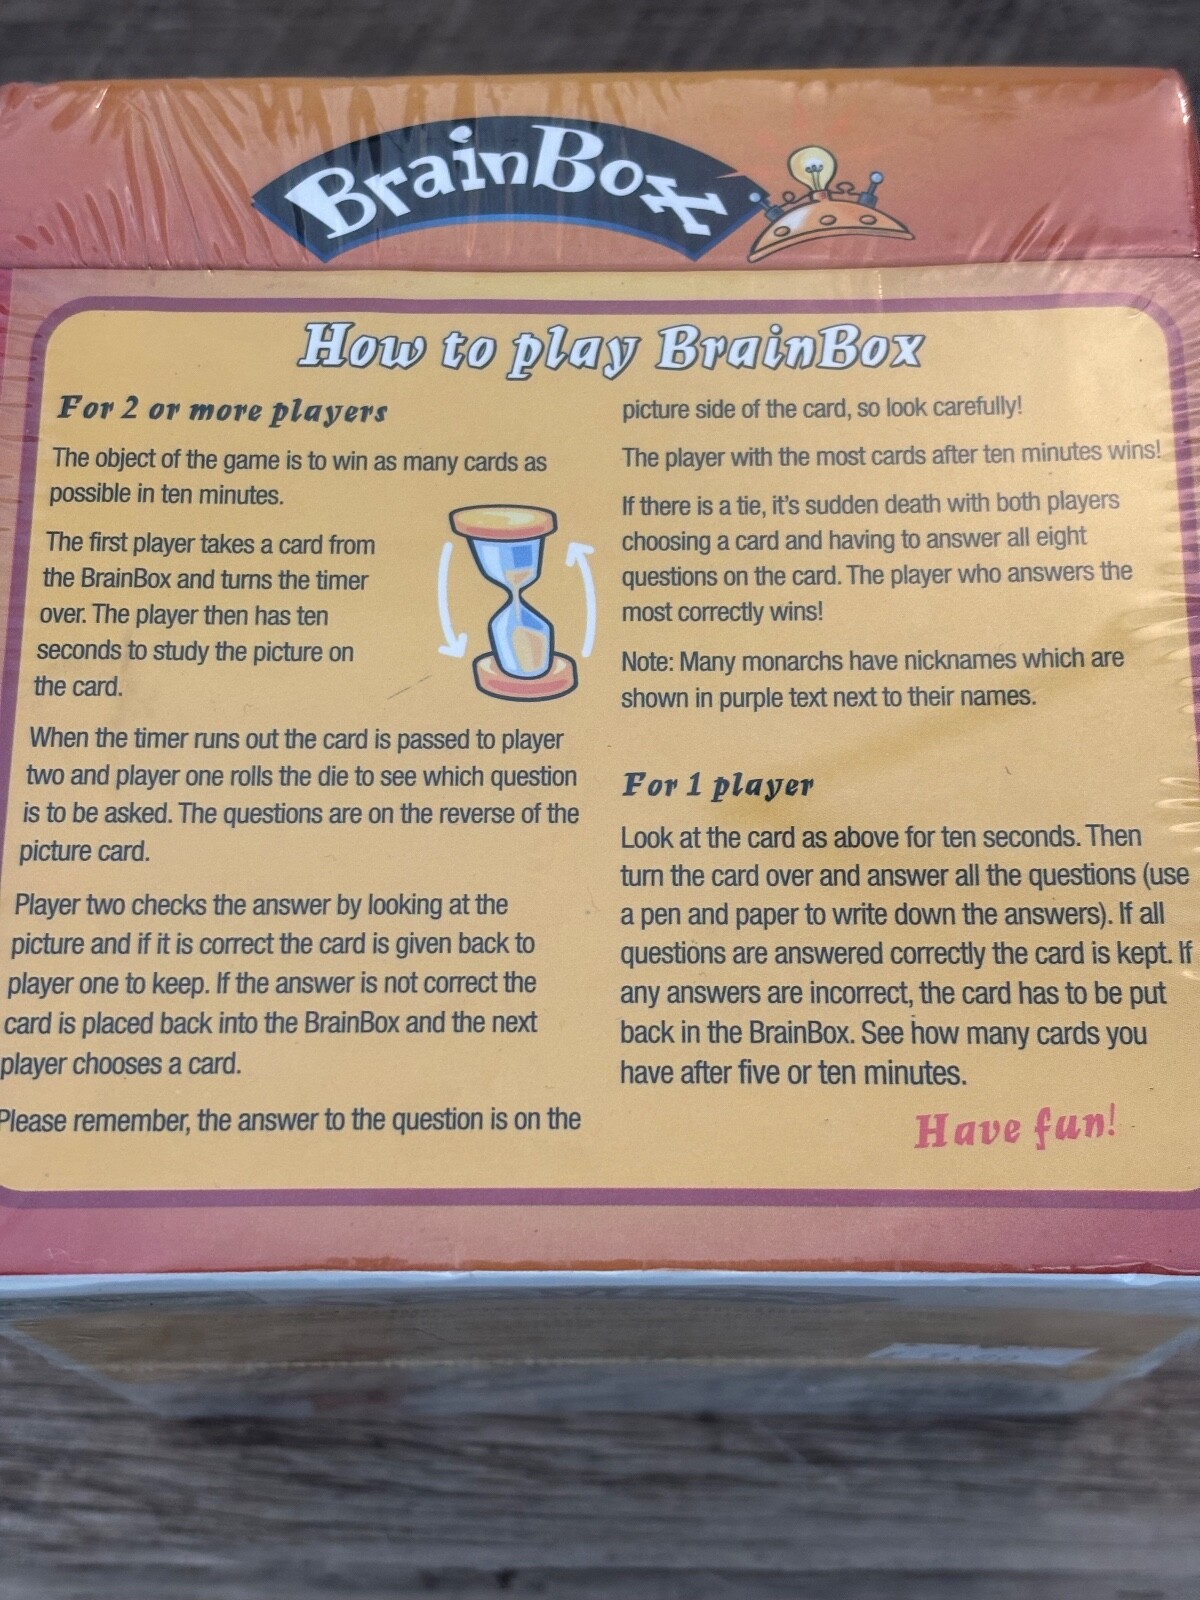 BrainBox
How to play BrainBox
For 2 or more players
The object of the game is to win as many cards as
possible in ten minutes.
The first player takes a card from
the BrainBox and turns the timer
over. The player then has ten
seconds to study the picture on
the card.
When the timer runs out the card is passed to player
two and player one rolls the die to see which question
is to be asked. The questions are on the reverse of the
picture card.
Player two checks the answer by looking at the
picture and if it is correct the card is given back to
player one to keep. If the answer is not correct the
card is placed back into the BrainBox and the next
player chooses a card.
Please remember, the answer to the question is on the
picture side of the card, so look carefully!
The player with the most cards after ten minutes wins!
If there is a tie, it's sudden death with both players
choosing a card and having to answer all eight
questions on the card. The player who answers the
most correctly wins!
Note: Many monarchs have nicknames which are
shown in purple text next to their names.
For 1 player
Look at the card as above for ten seconds. Then
turn the card over and answer all the questions (use
a pen and paper to write down the answers). If all
questions are answered correctly the card is kept. If
any answers are incorrect, the card has to be put
back in the BrainBox. See how many cards you
have after five or ten minutes.
Have fun!